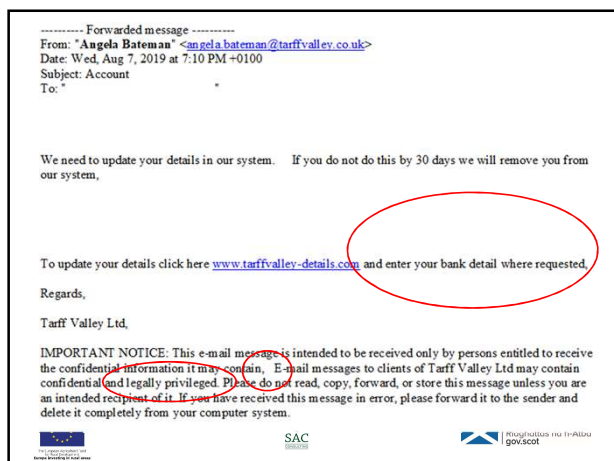 ---------- Forwarded message ----------
From: "Angela Bateman" <angela.bateman@tarffvalley.co.uk>
Date: Wed, Aug 7, 2019 at 7:10 PM +0100
Subject: Account
To: " "
We need to update your details in our system. If you do not do this by 30 days we will remove you from
our system,
To update your details click here www.tarffvalley-details.com and enter your bank detail where requested,
Regards,
Tarff Valley Ltd,
IMPORTANT NOTICE: This e-mail message is intended to be received only by persons entitled to receive
the confidential information it may contain, E-mail messages to clients of Tarff Valley Ltd may contain
confidential and legally privileged. Please do not read, copy, forward, or store this message unless you are
an intended recipient of it. If you have received this message in error, please forward it to the sender and
delete it completely from your computer system.
Europe investing in rural areas
SAC
CONSULTING
gov.scot